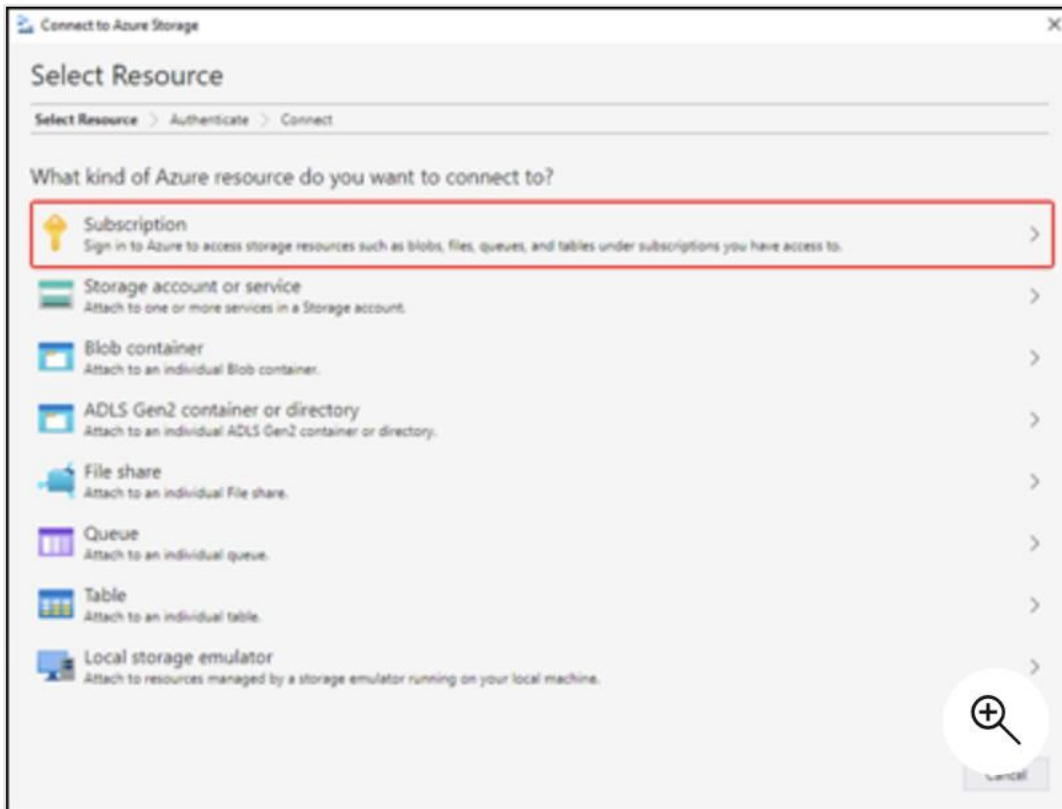 Connect to Azure Storage
Select Resource
Select Resource > Authenticate > Connect
What kind of Azure resource do you want to connect to?
Subscription
Sign in to Azure to access storage resources such as blobs, files, queues, and tables under subscriptions you have access to.
Storage account or service
Attach to one or more services in a Storage account.
Blob container
Attach to an individual Blob container.
ADLS Gen2 container or directory
Attach to an individual ADLS Gen2 container or directory.
File share
Attach to an individual File share.
Queue
Attach to an individual queue.
Table
Attach to an individual table.
Local storage emulator
Attach to resources managed by a storage emulator running on your local machine.
Cancel